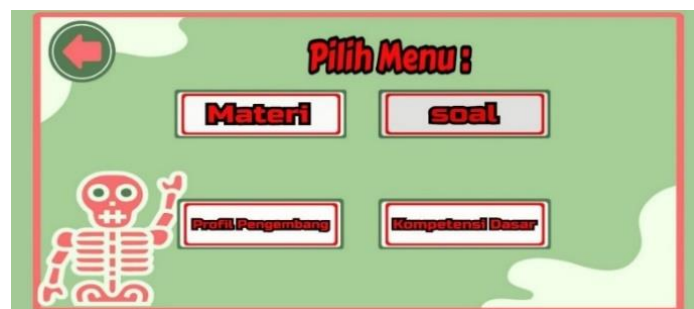 Pilih Menu :
Materi
soal
Profil Pengembang
Kompetensi Dasar